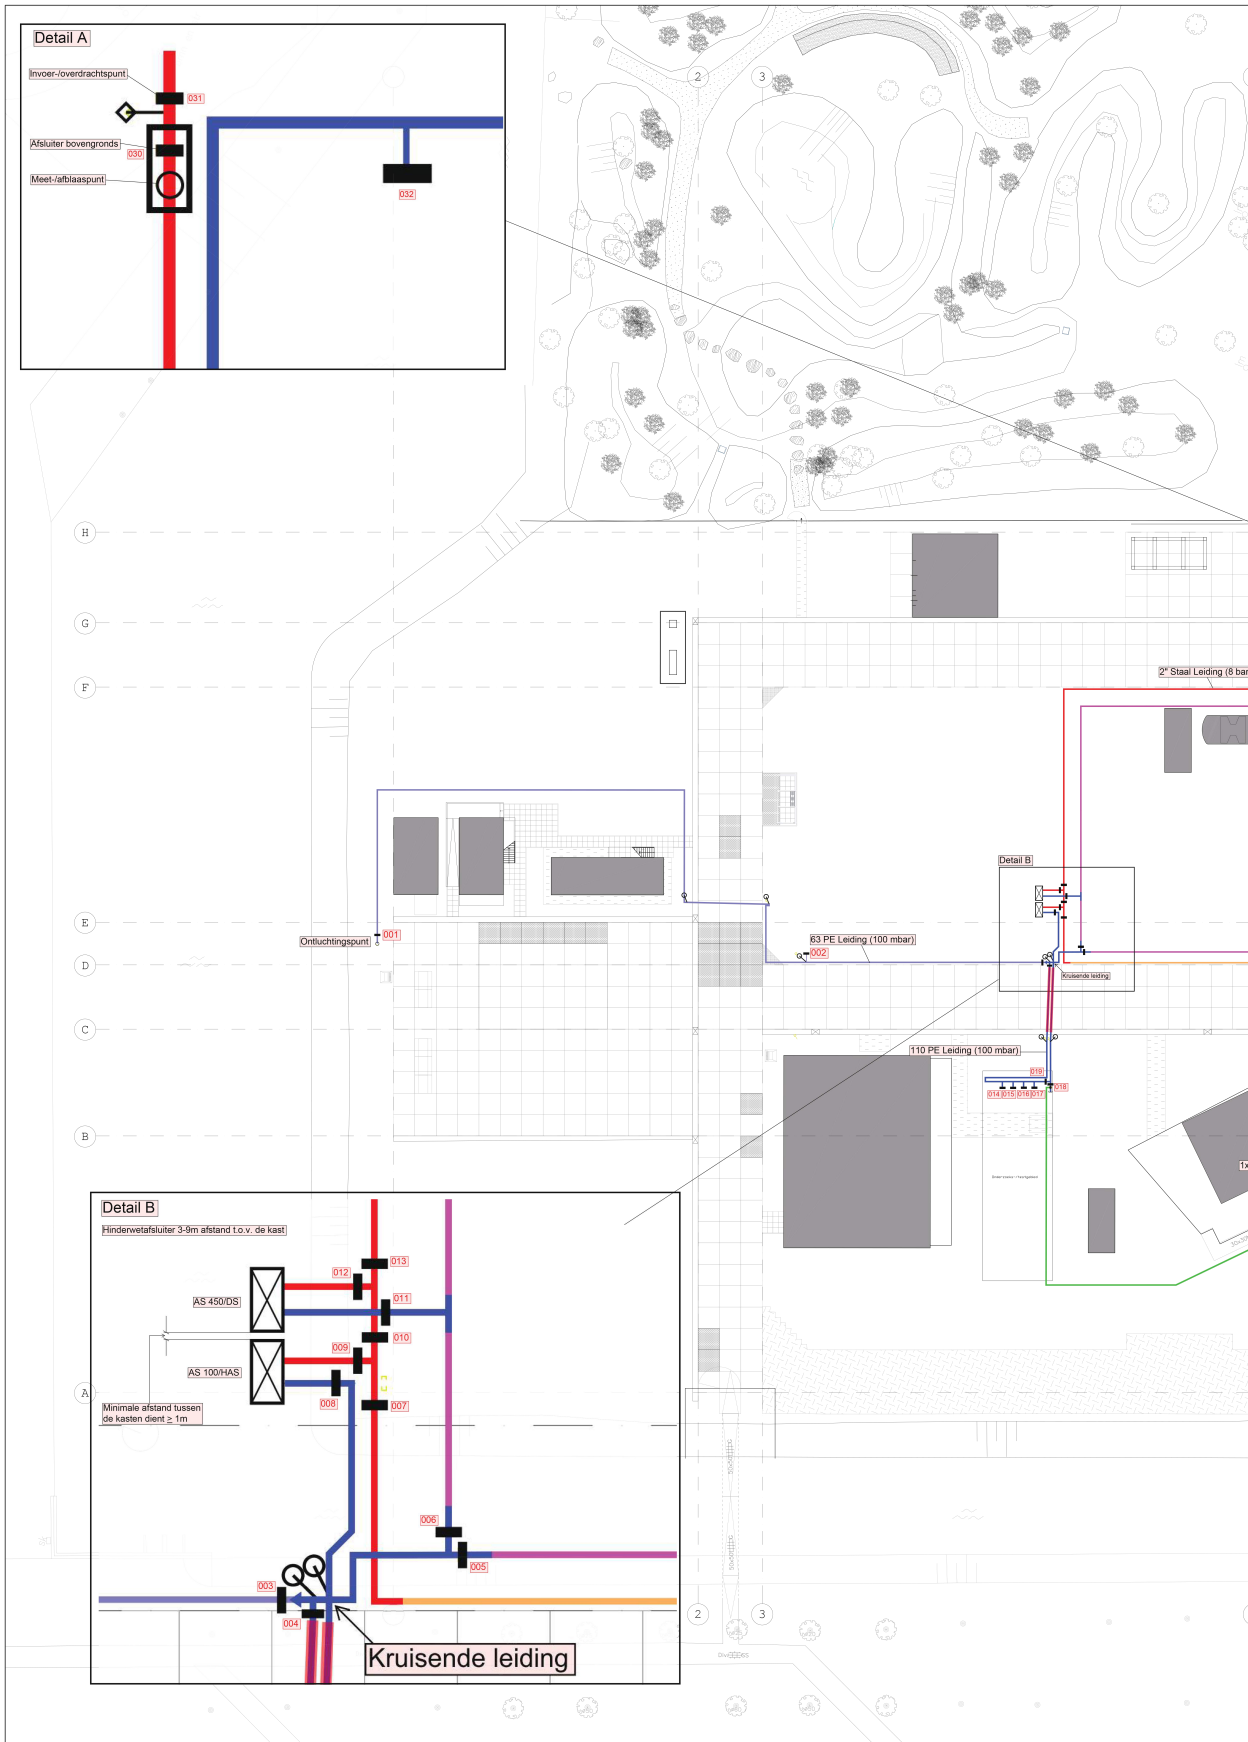 Detail A
Invoer-/overdrachtspunt
031
Afsluiter bovengronds
030
Meet-/afblaaspunt
032
2
3
H
G
F
2" Staal Leiding (8 bar
Detail B
E
001
Ontluchtingspunt
63 PE Leiding (100 mbar)
002
D
Kruisende leiding
C
110 PE Leiding (100 mbar)
019
018
014
015
016
017
B
1x
Detail B
Hinderwetafsluiter 3-9m afstand t.o.v. de kast
013
012
AS 450/DS
011
010
009
AS 100/HAS
008
A
007
Minimale afstand tussen
de kasten dient ≥ 1m
006
005
003
004
Kruisende leiding
2
3